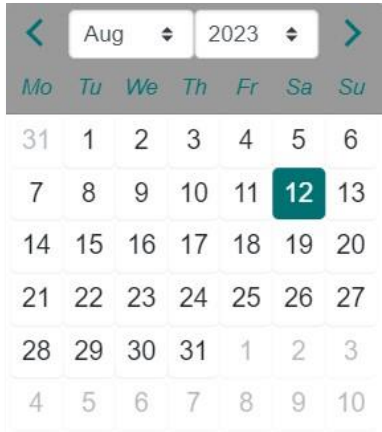 Aug 2023
Mo Tu We Th Fr Sa Su
31 1 2 3 4 5 6
7 8 9 10 11 12 13
14 15 16 17 18 19 20
21 22 23 24 25 26 27
28 29 30 31 1 2 3
4 5 6 7 8 9 10